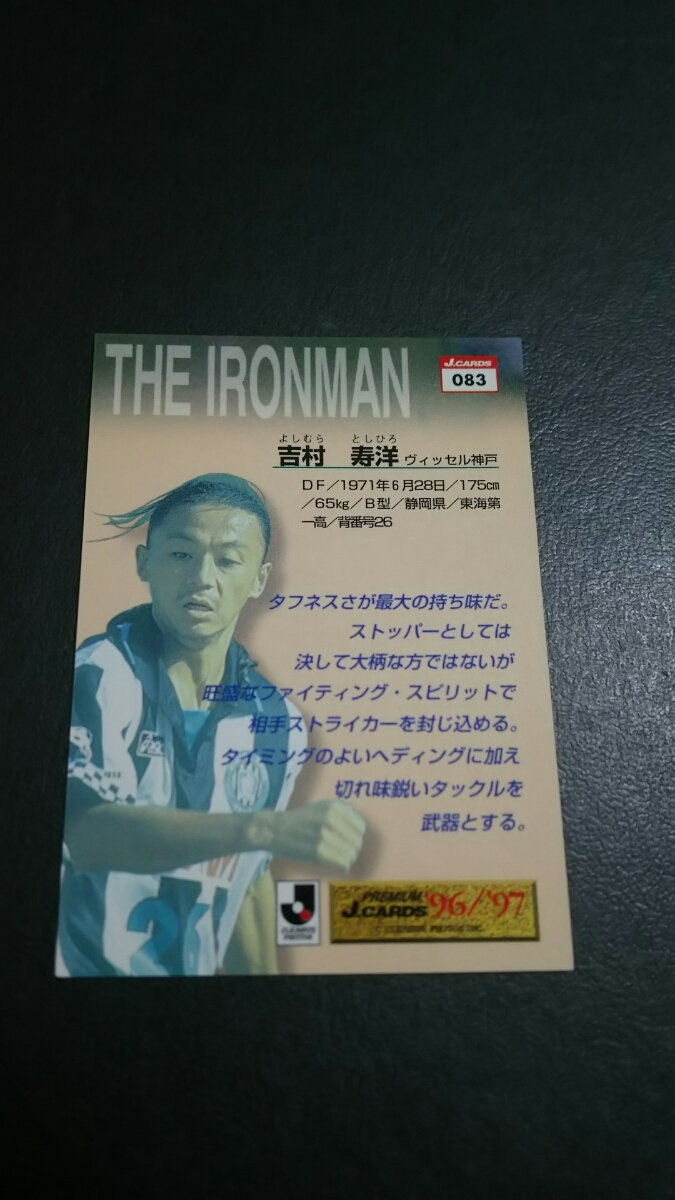 THE IRONMAN
J.CARDS
083
よしむら としひろ
吉村 寿洋 ヴィッセル神戸
DF/1971年6月28日/175cm
/65kg/B型/静岡県/東海第
一高/背番号26
タフネスさが最大の持ち味だ。
ストッパーとしては
決して大柄な方ではないが
旺盛なファイティング・スピリットで
相手ストライカーを封じ込める。
タイミングのよいヘディングに加え
切れ味鋭いタックルを
武器とする。
26
J.LEAGUE
PHOTOS
PREMIUM
J.CARDS '96/'97
© J.LEAGUE PHOTOS INC.